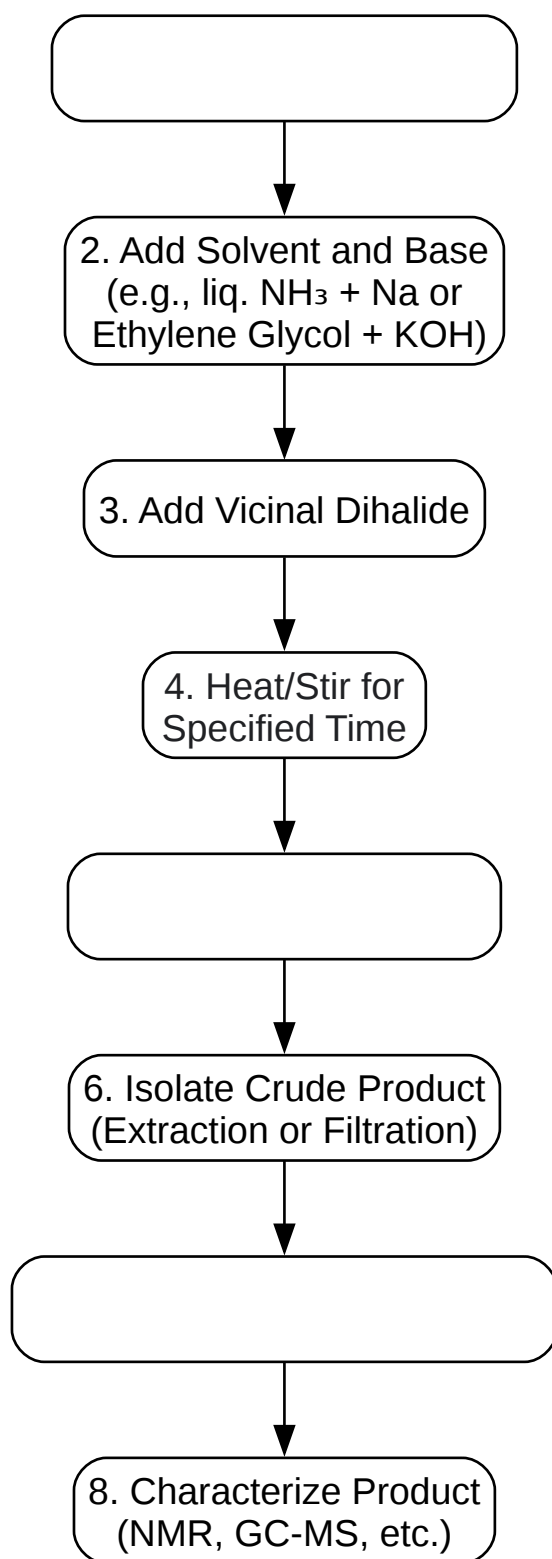 2. Add Solvent and Base
(e.g., liq. NH₃ + Na or
Ethylene Glycol + KOH)
3. Add Vicinal Dihalide
4. Heat/Stir for
Specified Time
6. Isolate Crude Product
(Extraction or Filtration)
8. Characterize Product
(NMR, GC-MS, etc.)